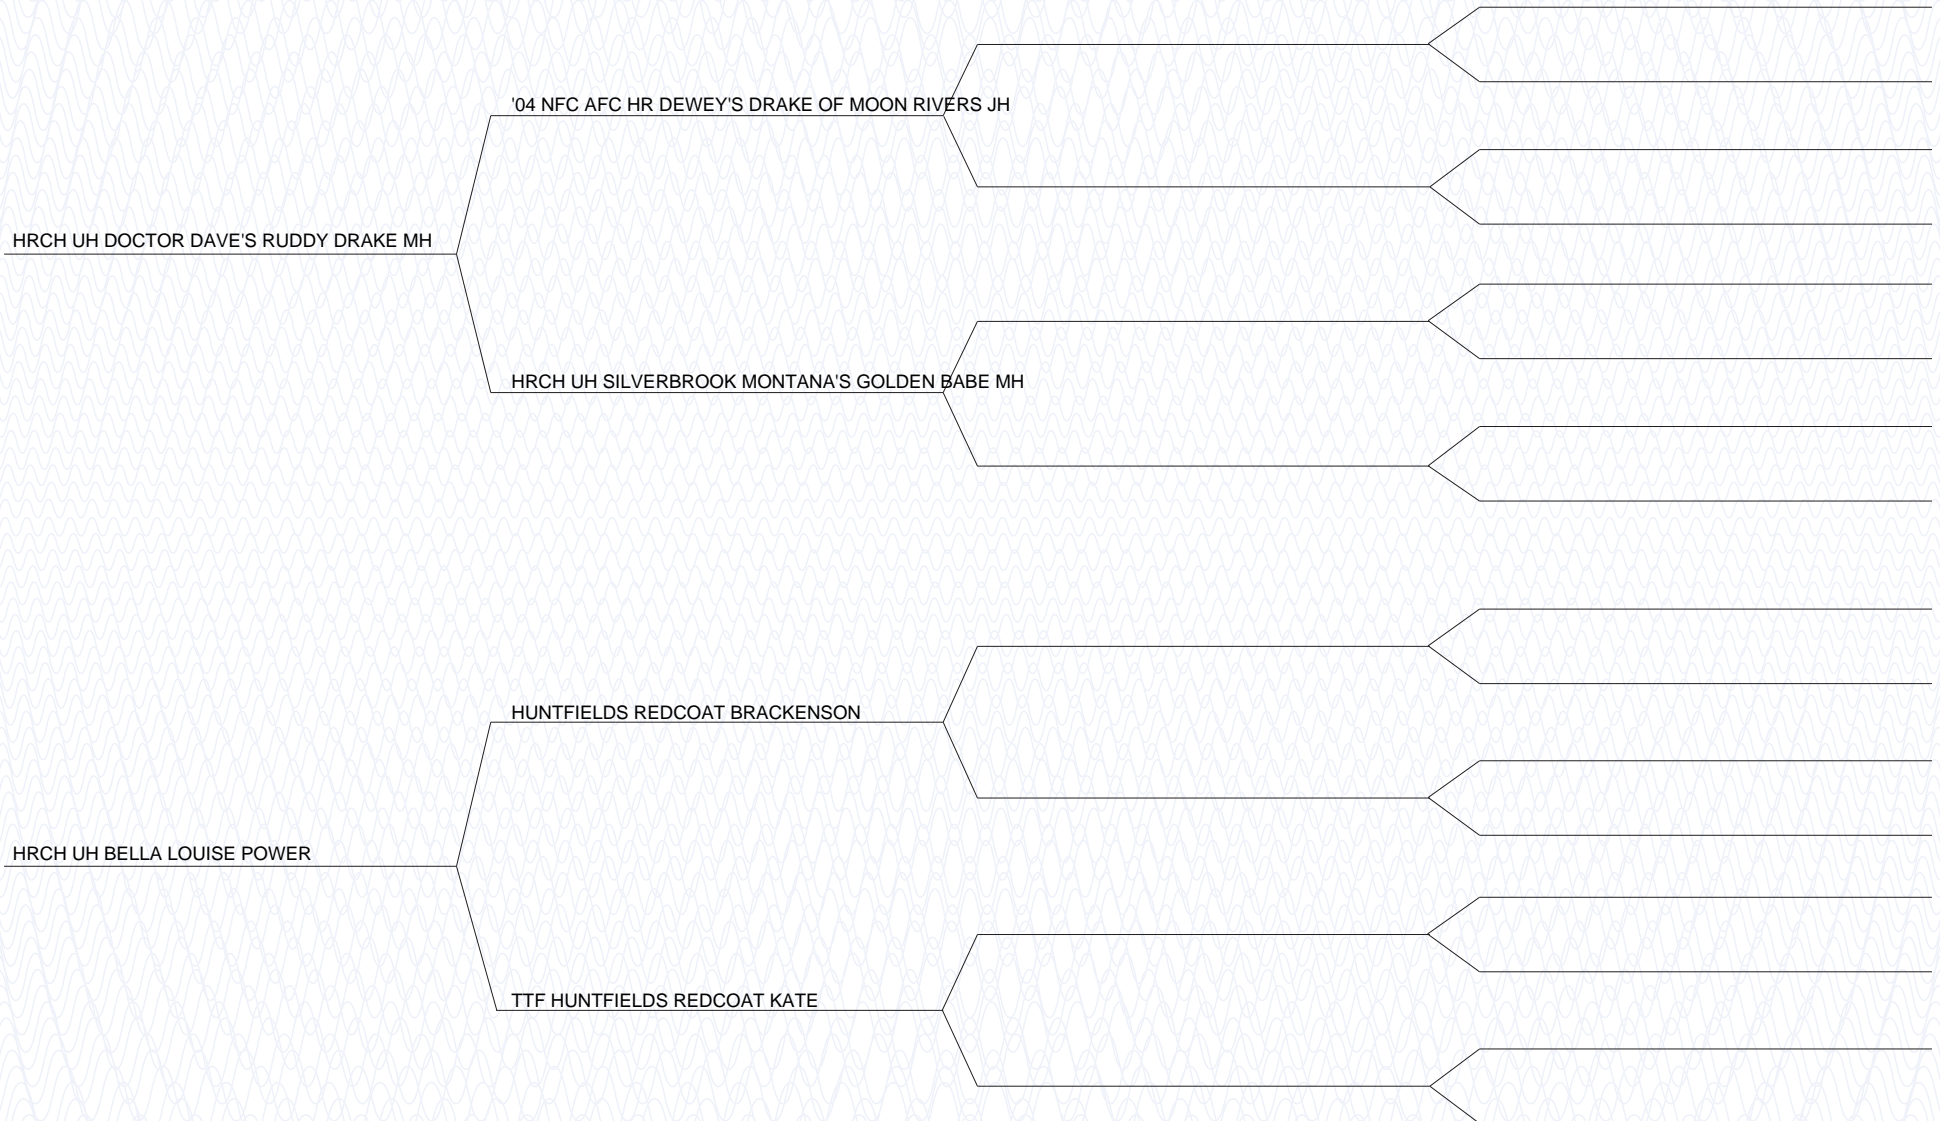 '04 NFC AFC HR DEWEY'S DRAKE OF MOON RIVERS JH
HRCH UH DOCTOR DAVE'S RUDDY DRAKE MH
HRCH UH SILVERBROOK MONTANA'S GOLDEN BABE MH
HUNTFIELDS REDCOAT BRACKENSON
HRCH UH BELLA LOUISE POWER
TTF HUNTFIELDS REDCOAT KATE